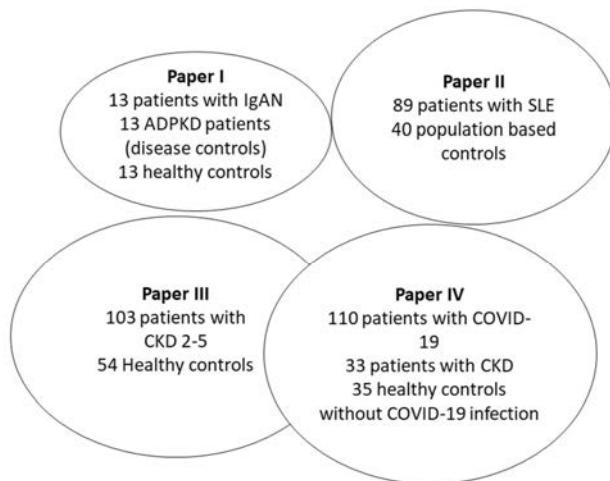 Paper I
13 patients with IgAN
13 ADPKD patients
(disease controls)
13 healthy controls
Paper II
89 patients with SLE
40 population based
controls
Paper III
103 patients with
CKD 2-5
54 Healthy controls
Paper IV
110 patients with COVID-
19
33 patients with CKD
35 healthy controls
without COVID-19 infection